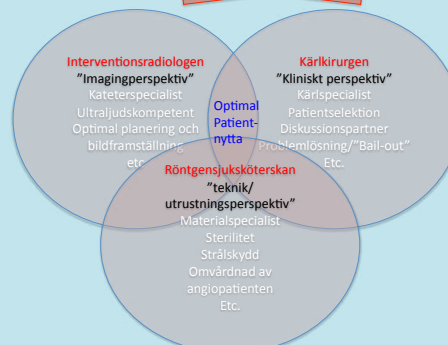 Interventionsradiologen
”Imagingperspektiv”
Kateterspecialist
Ultraljudskompetent
Optimal planering och
bildframställning
etc
Optimal
Patient-
nytta
Kärlkirurgen
”Kliniskt perspektiv”
Kärlspecialist
Patientselektion
Diskussionspartner
Problemlösning/”Bail-out”
Etc.
Röntgensjuksköterskan
”teknik/
utrustningsperspektiv”
Materialspecialist
Sterilitet
Strålskydd
Omvårdnad av
angiopatienten
Etc.